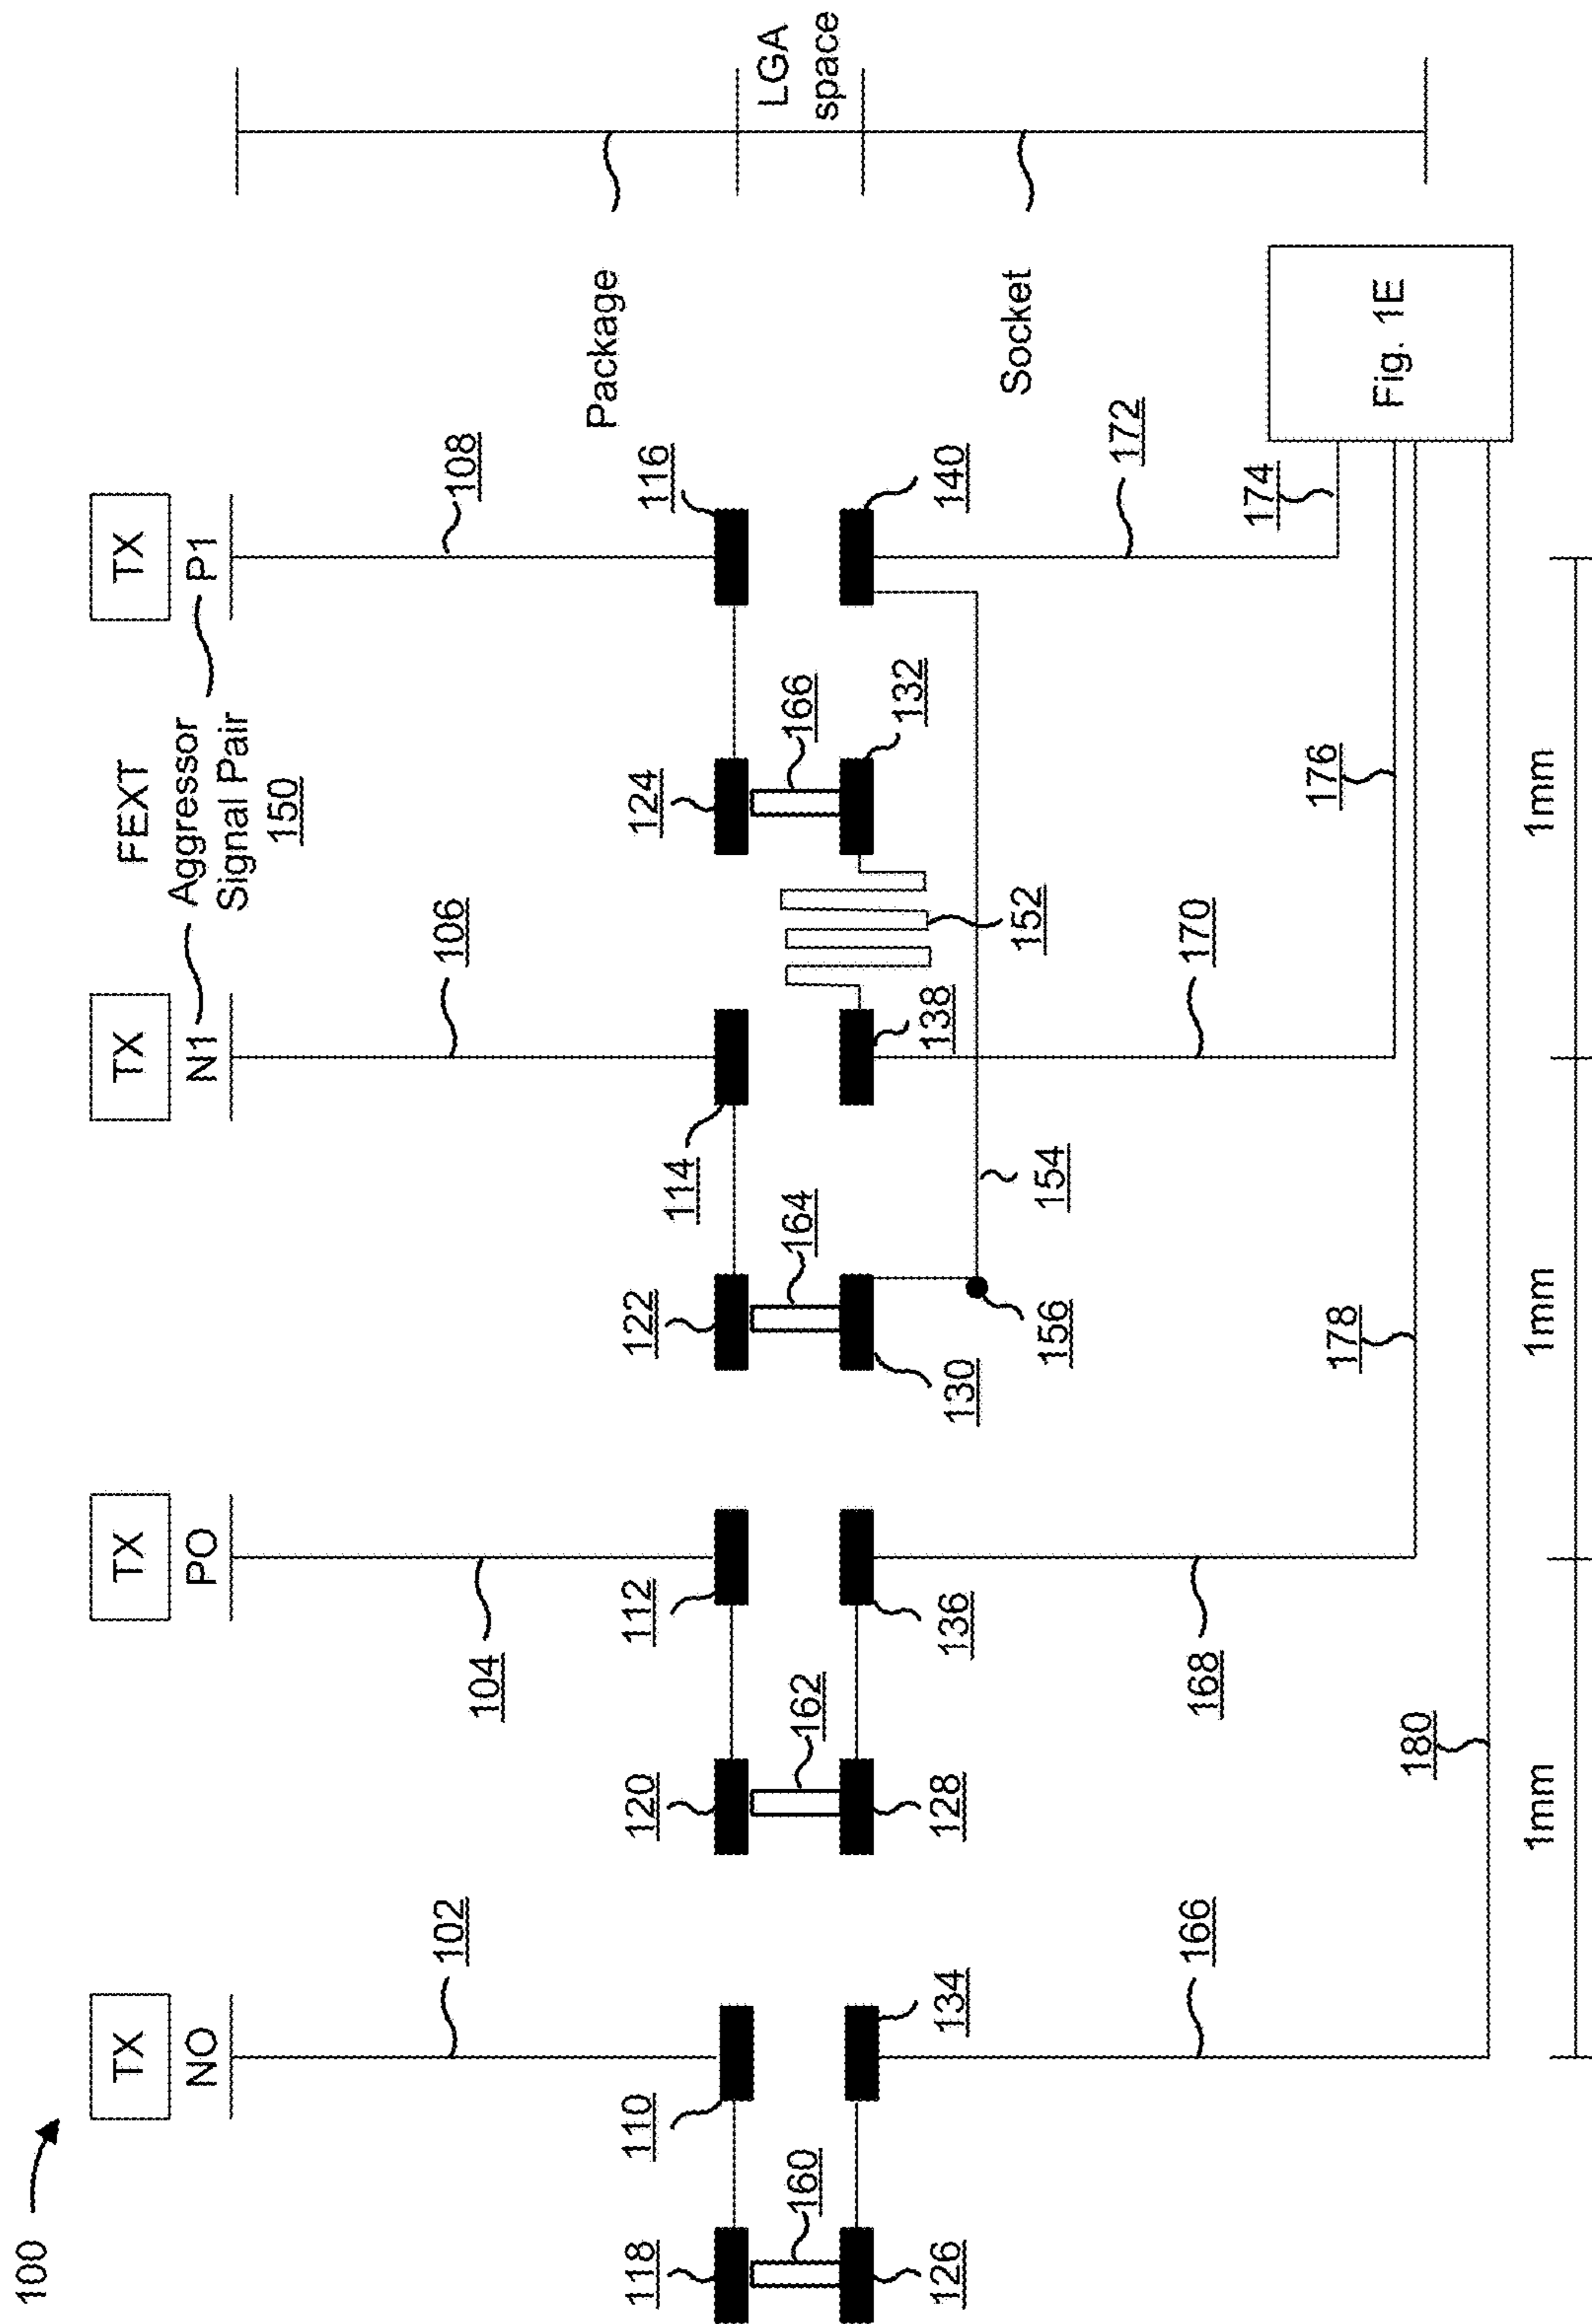 100
FEXT
Aggressor
Signal Pair
150
TX
TX
TX
TX
NO
PO
N1
P1
102
104
106
108
Package
LGA
space
Socket
118
110
120
112
122
114
124
116
160
162
164
166
126
134
128
136
130
138
132
140
152
154
156
166
168
170
172
174
176
178
180
Fig. 1E
1mm
1mm
1mm